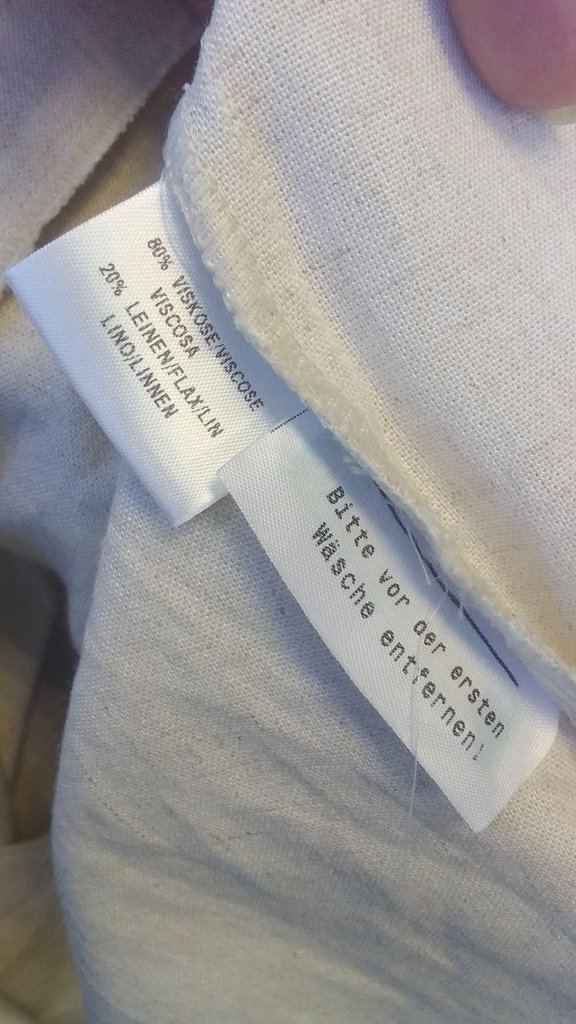 80% VISKOSE/VISCOSE
VISCOSA
20% LEINEN/FLAX/LIN
LINO/LINNEN
Bitte vor der ersten
Wäsche entfernen!